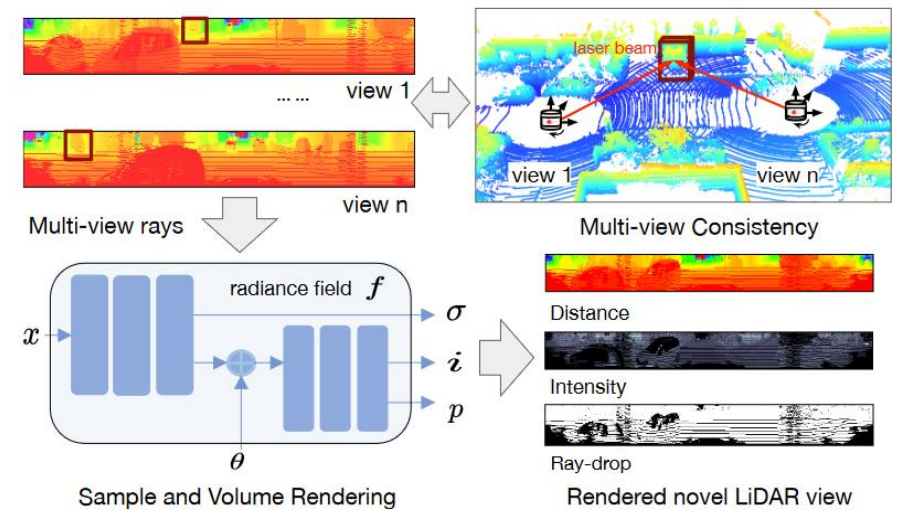 view 1
... ...
view n
Multi-view rays
laser beam
view 1
view n
Multi-view Consistency
radiance field f
x
σ
i
p
θ
Sample and Volume Rendering
Distance
Intensity
Ray-drop
Rendered novel LiDAR view